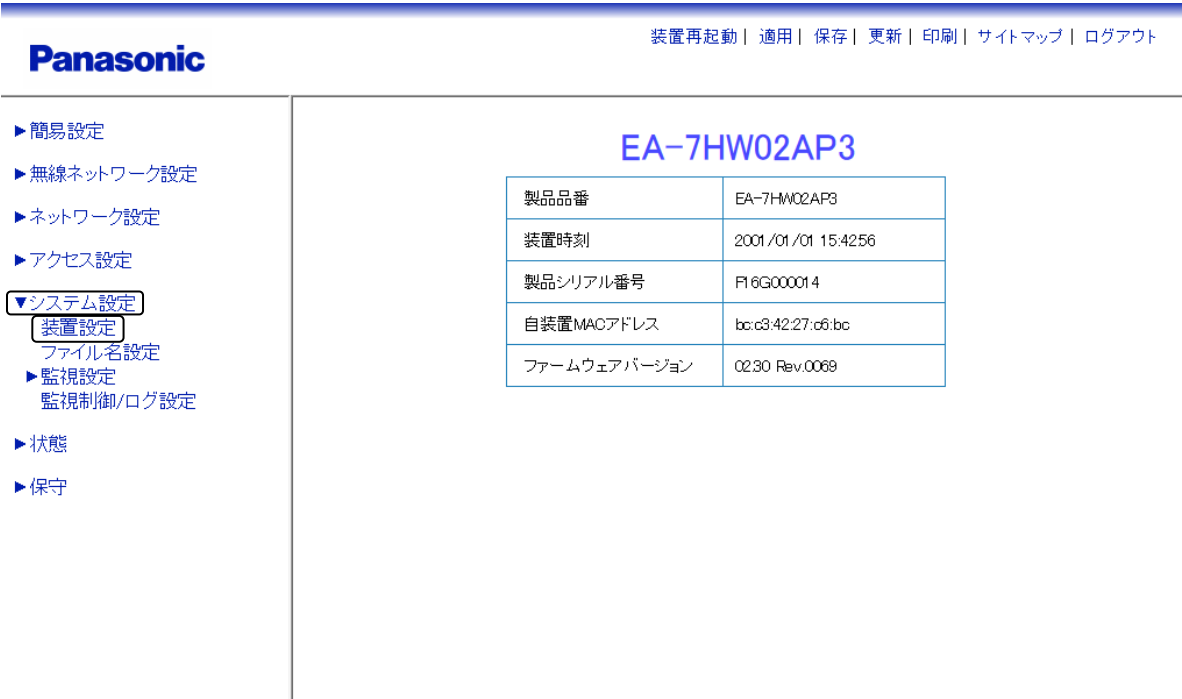 装置再起動 | 適用 | 保存 | 更新 | 印刷 | サイトマップ | ログアウト
Panasonic
▶簡易設定
▶無線ネットワーク設定
▶ネットワーク設定
▶アクセス設定
▼システム設定
装置設定
ファイル名設定
▶監視設定
監視制御/ログ設定
▶状態
▶保守
EA-7HW02AP3
製品品番 EA-7HW02AP3
装置時刻 2001/01/01 15:42:56
製品シリアル番号 F16G000014
自装置MACアドレス bc:c3:42:27:c6:bc
ファームウェアバージョン 02.30 Rev.0069